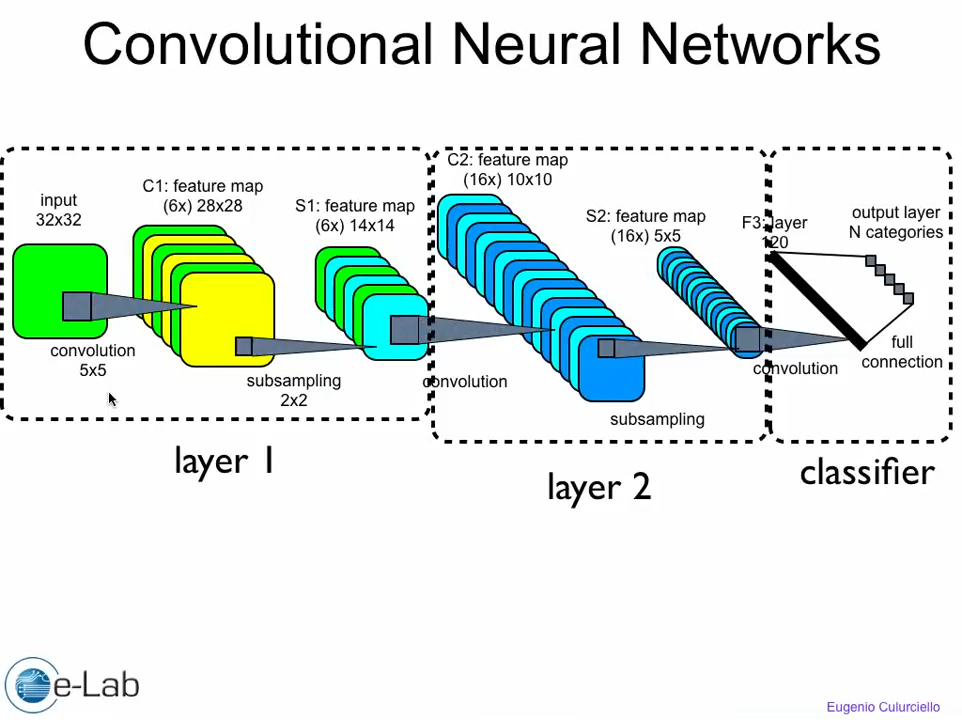 Convolutional Neural Networks
input
32x32
C1: feature map
(6x) 28x28
S1: feature map
(6x) 14x14
C2: feature map
(16x) 10x10
S2: feature map
(16x) 5x5
F3: layer
120
output layer
N categories
convolution
5x5
subsampling
2x2
convolution
subsampling
convolution
full
connection
layer 1
layer 2
classifier
e-Lab
Eugenio Culurciello